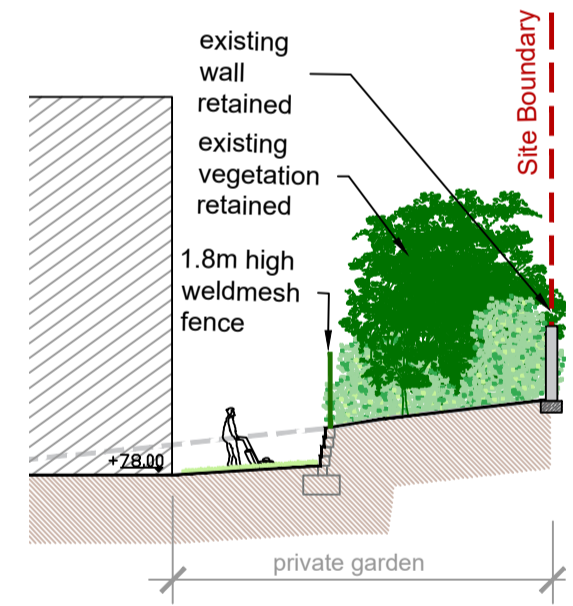 existing
wall
retained
existing
vegetation
retained
1.8m high
weldmesh
fence
Site Boundary
+78.00
private garden